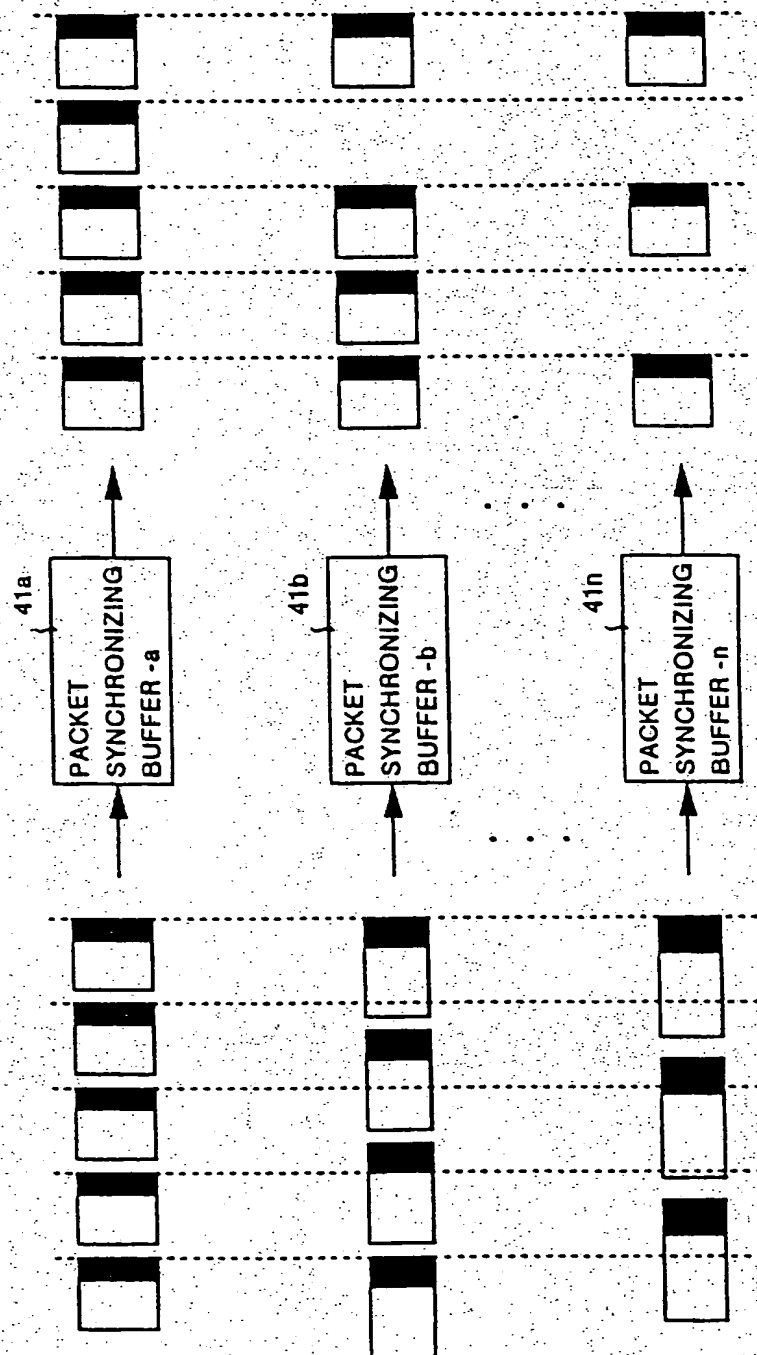 41a
PACKET
SYNCHRONIZING
BUFFER -a
41b
PACKET
SYNCHRONIZING
BUFFER -b
. . .
. . .
41n
PACKET
SYNCHRONIZING
BUFFER -n